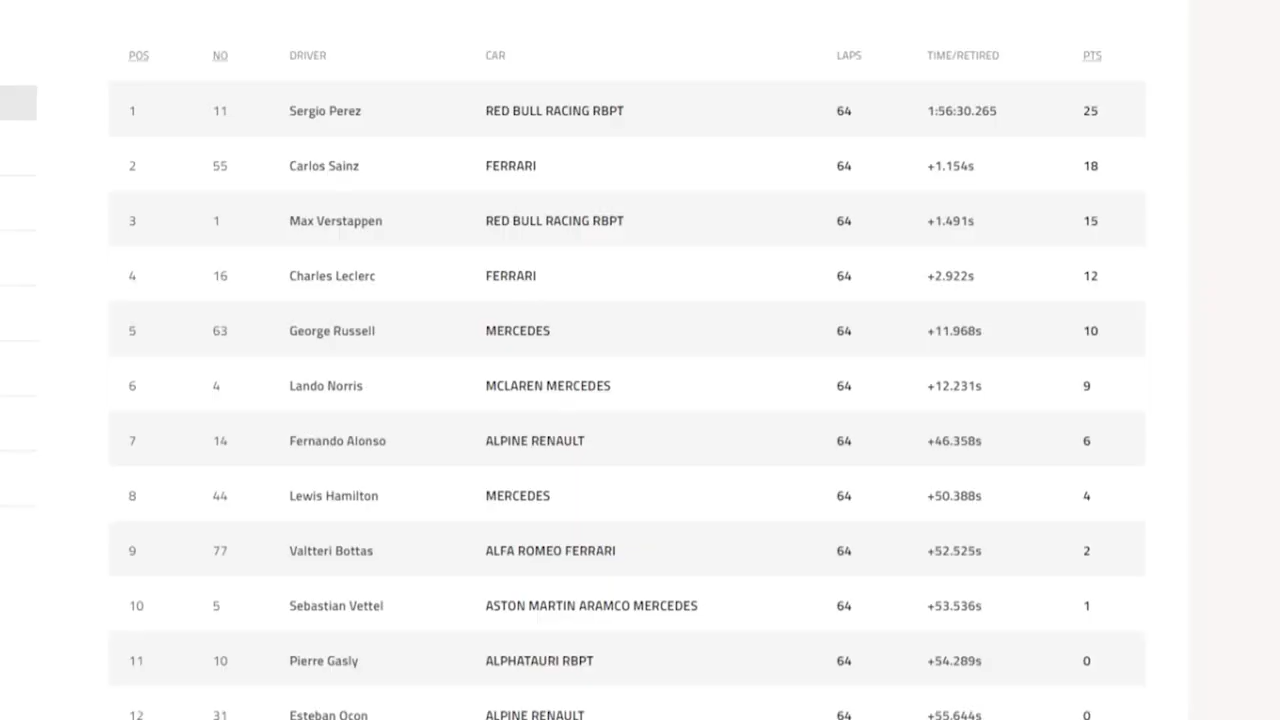 POS NO DRIVER CAR LAPS TIME/RETIRED PTS
1 11 Sergio Perez RED BULL RACING RBPT 64 1:56:30.265 25
2 55 Carlos Sainz FERRARI 64 +1.154s 18
3 1 Max Verstappen RED BULL RACING RBPT 64 +1.491s 15
4 16 Charles Leclerc FERRARI 64 +2.922s 12
5 63 George Russell MERCEDES 64 +11.968s 10
6 4 Lando Norris MCLAREN MERCEDES 64 +12.231s 9
7 14 Fernando Alonso ALPINE RENAULT 64 +46.358s 6
8 44 Lewis Hamilton MERCEDES 64 +50.388s 4
9 77 Valtteri Bottas ALFA ROMEO FERRARI 64 +52.525s 2
10 5 Sebastian Vettel ASTON MARTIN ARAMCO MERCEDES 64 +53.536s 1
11 10 Pierre Gasly ALPHATAURI RBPT 64 +54.289s 0
12 31 Esteban Ocon ALPINE RENAULT 64 +55.644s 0